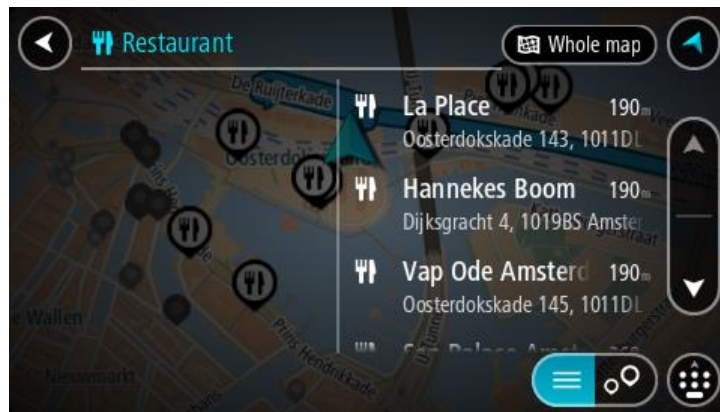 Restaurant
Whole map
De Ruijterkade
La Place 190m
Oosterdokskade 143, 1011DL
Hannekes Boom 190m
Dijksgracht 4, 1019BS Amster
Vap Ode Amsterd 190m
Oosterdokskade 145, 1011DL
Prins Hendrikkade
Nieuwmarkt
e Wallen